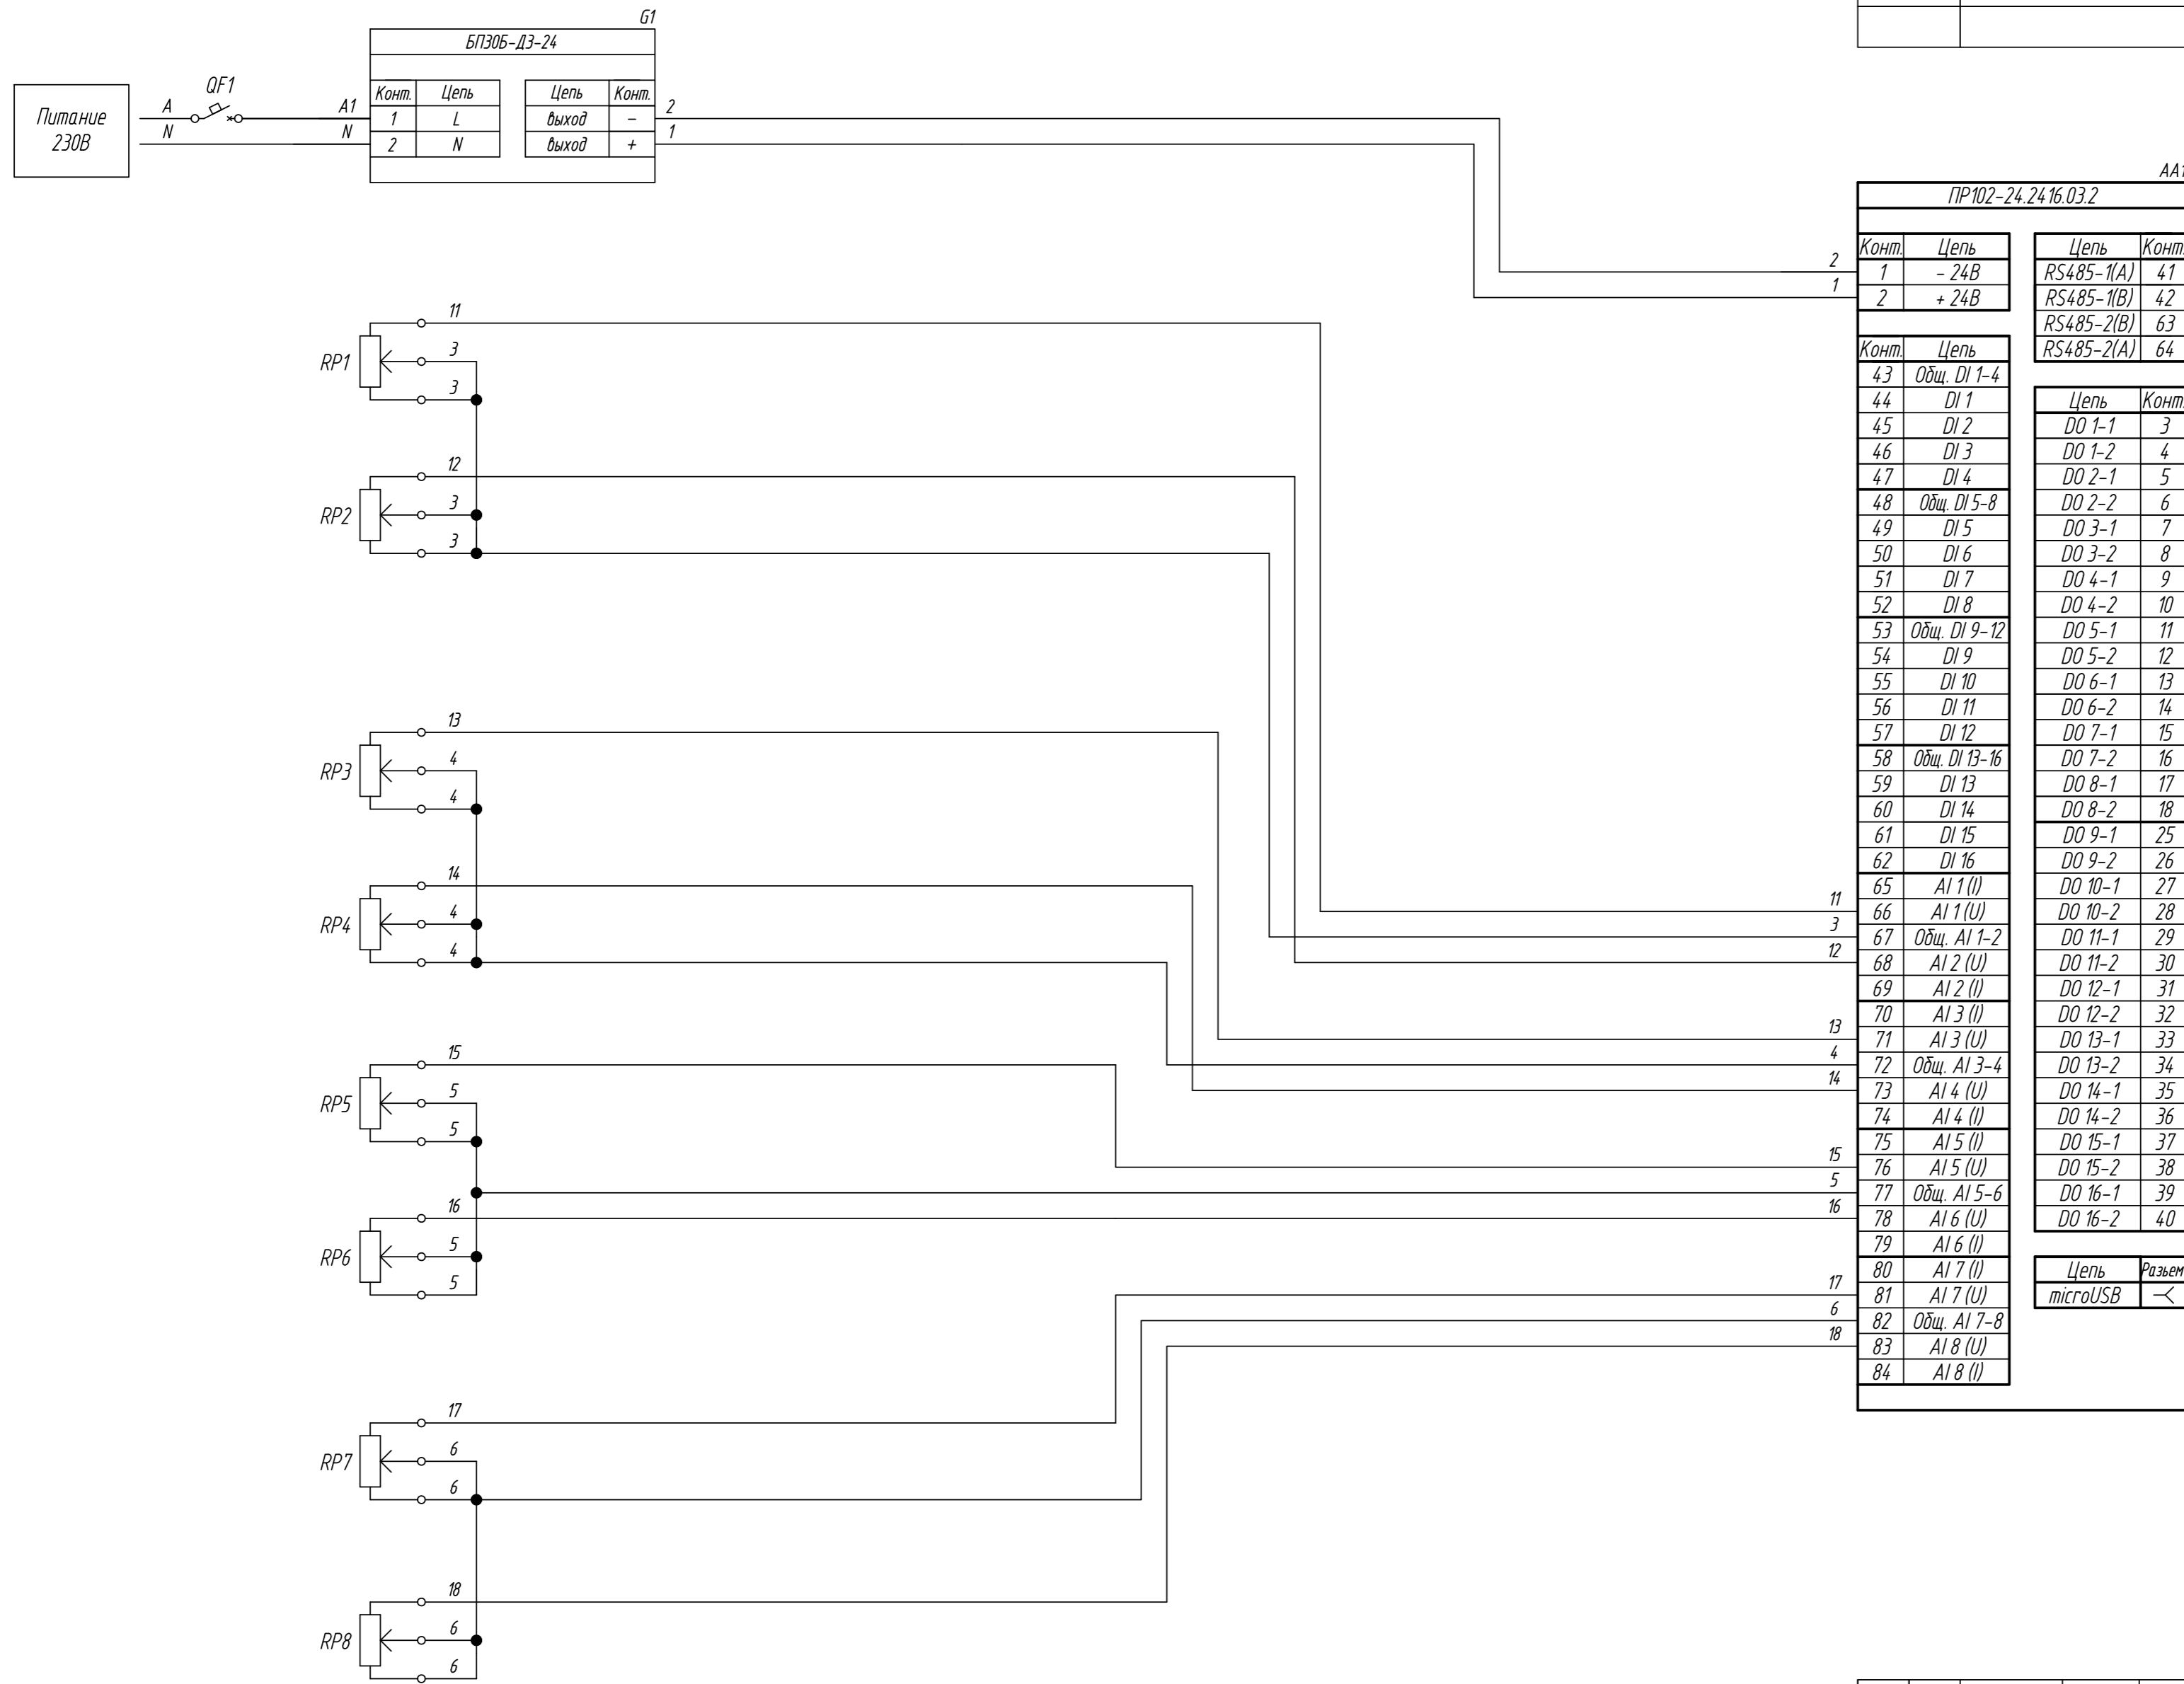 G1
БП30Б-Д3-24
Конт. Цепь Цепь Конт.
1 L выход -
2 N выход +
Питание
230В
A QF1 A1
N N
2
1
AA1
ПР102-24.2416.03.2
Конт. Цепь
2 1 - 24В
1 2 + 24В
Цепь Конт.
RS485-1(A) 41
RS485-1(B) 42
RS485-2(B) 63
RS485-2(A) 64
Конт. Цепь
43 Общ. DI 1-4
44 DI 1
45 DI 2
46 DI 3
47 DI 4
48 Общ. DI 5-8
49 DI 5
50 DI 6
51 DI 7
52 DI 8
53 Общ. DI 9-12
54 DI 9
55 DI 10
56 DI 11
57 DI 12
58 Общ. DI 13-16
59 DI 13
60 DI 14
61 DI 15
62 DI 16
65 AI 1 (I)
11 66 AI 1 (U)
3 67 Общ. AI 1-2
12 68 AI 2 (U)
69 AI 2 (I)
70 AI 3 (I)
13 71 AI 3 (U)
4 72 Общ. AI 3-4
14 73 AI 4 (U)
74 AI 4 (I)
75 AI 5 (I)
15 76 AI 5 (U)
5 77 Общ. AI 5-6
16 78 AI 6 (U)
79 AI 6 (I)
80 AI 7 (I)
17 81 AI 7 (U)
6 82 Общ. AI 7-8
18 83 AI 8 (U)
84 AI 8 (I)
Цепь Конт.
DO 1-1 3
DO 1-2 4
DO 2-1 5
DO 2-2 6
DO 3-1 7
DO 3-2 8
DO 4-1 9
DO 4-2 10
DO 5-1 11
DO 5-2 12
DO 6-1 13
DO 6-2 14
DO 7-1 15
DO 7-2 16
DO 8-1 17
DO 8-2 18
DO 9-1 25
DO 9-2 26
DO 10-1 27
DO 10-2 28
DO 11-1 29
DO 11-2 30
DO 12-1 31
DO 12-2 32
DO 13-1 33
DO 13-2 34
DO 14-1 35
DO 14-2 36
DO 15-1 37
DO 15-2 38
DO 16-1 39
DO 16-2 40
Цепь Разъем
microUSB
11
RP1 3
3
12
RP2 3
3
13
RP3 4
4
14
RP4 4
4
15
RP5 5
5
16
RP6 5
5
17
RP7 6
6
18
RP8 6
6